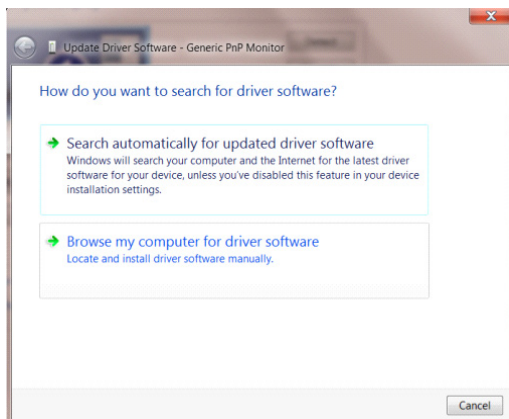 Update Driver Software - Generic PnP Monitor
How do you want to search for driver software?
Search automatically for updated driver software
Windows will search your computer and the Internet for the latest driver
software for your device, unless you've disabled this feature in your device
installation settings.
Browse my computer for driver software
Locate and install driver software manually.
Cancel